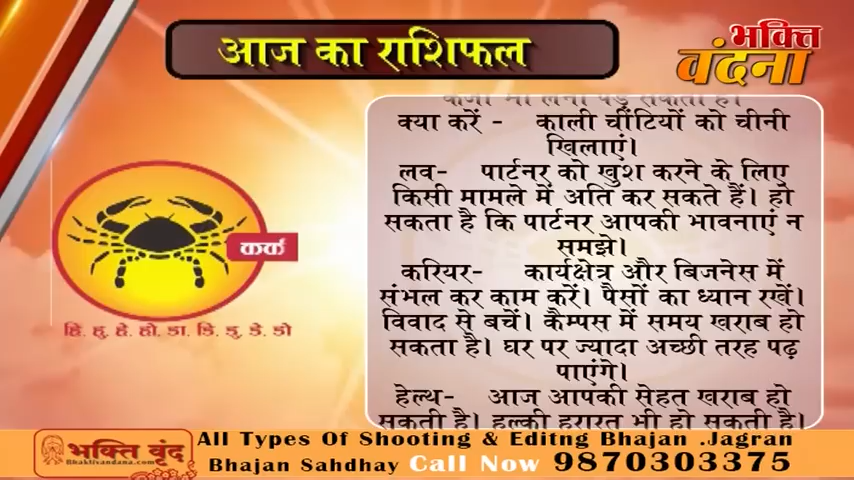 आज का राशिफल
भक्ति
वंदना
क्या करें - काली चींटियों को चीनी
खिलाएं।
लव- पार्टनर को खुश करने के लिए
किसी मामले में अति कर सकते हैं। हो
सकता है कि पार्टनर आपकी भावनाएं न
समझे।
करियर- कार्यक्षेत्र और बिजनेस में
संभल कर काम करें। पैसों का ध्यान रखें।
विवाद से बचें। कैम्पस में समय खराब हो
सकता है। घर पर ज्यादा अच्छी तरह पढ़
पाएंगे।
हेल्थ- आज आपकी सेहत खराब हो
सकती है। हल्की हरारत भी हो सकती है।
कर्क
हि. हु. हे. हो. डा. डि. डु. डे. डो
भक्ति वृंद
Bhaktivandana.com
All Types Of Shooting & Editng Bhajan .Jagran
Bhajan Sahdhay Call Now 9870303375